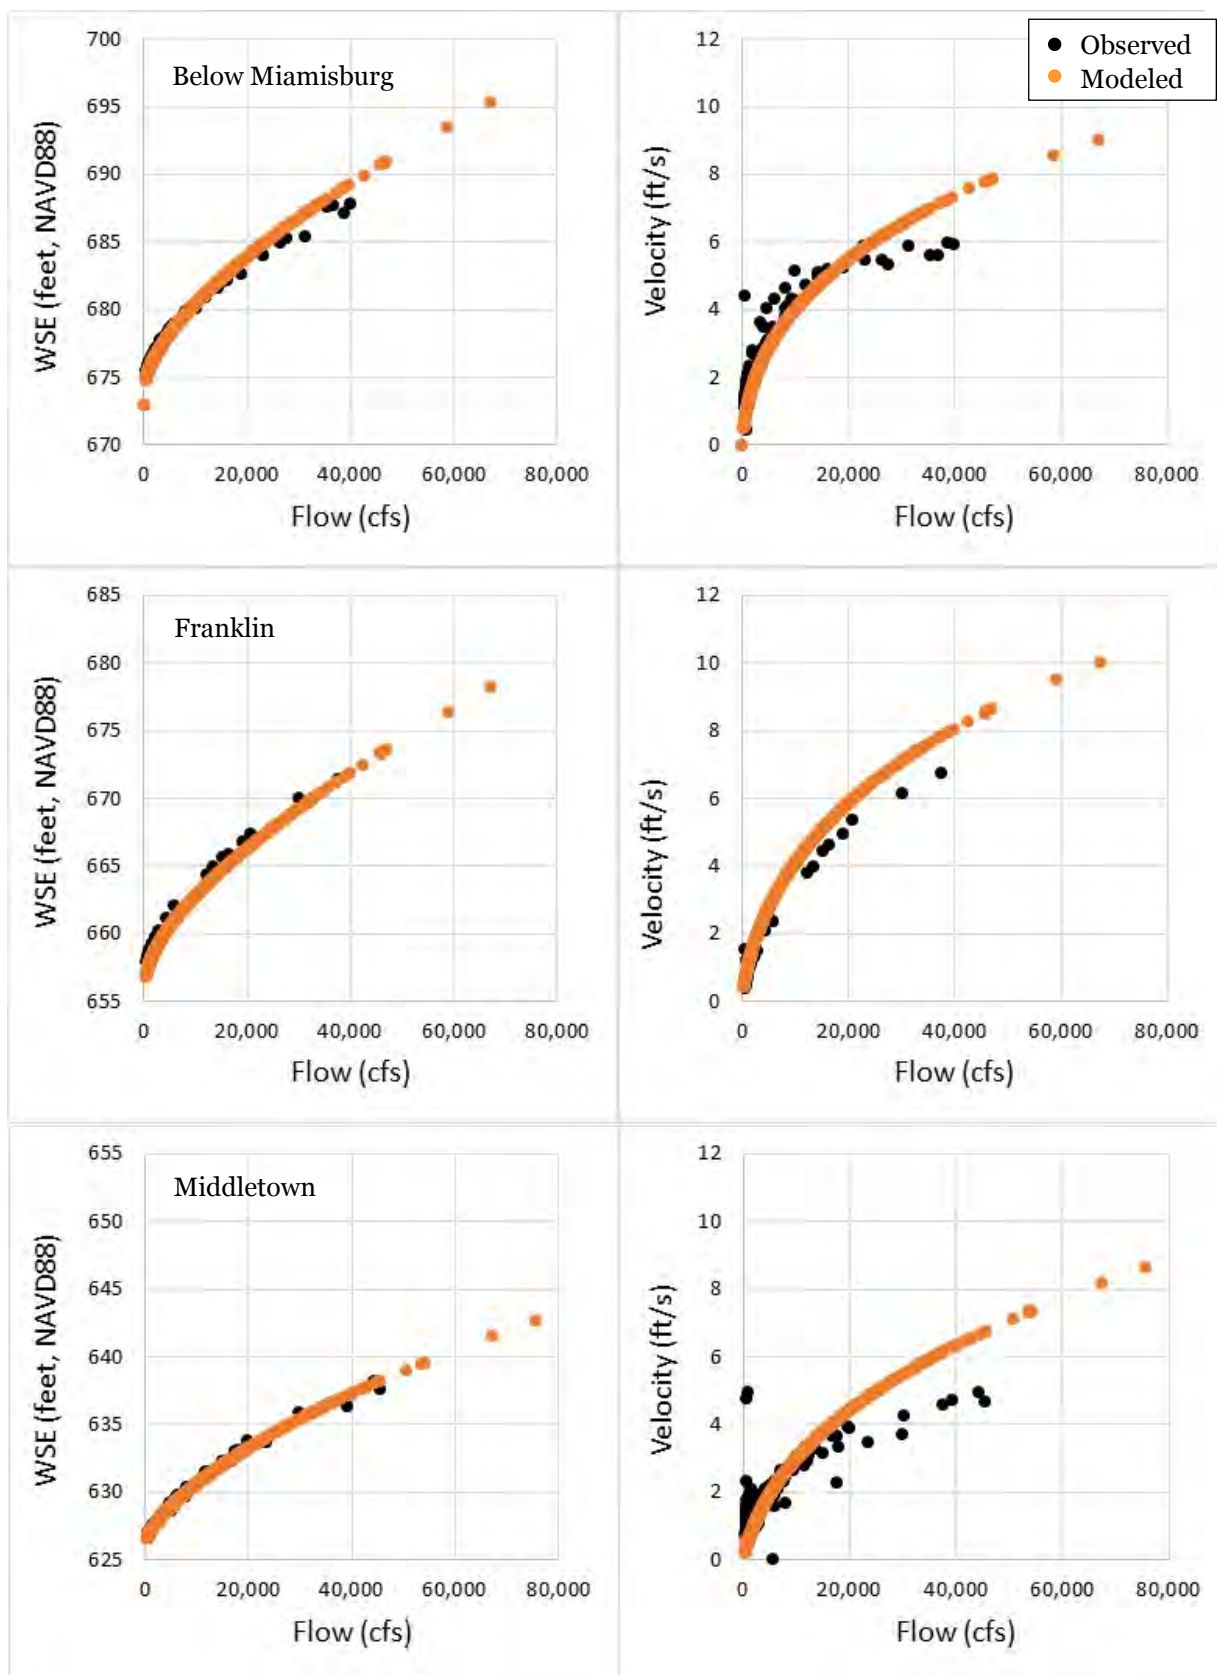 Observed
Modeled
Below Miamisburg
WSE (feet, NAVD88)
700
695
690
685
680
675
670
0 20,000 40,000 60,000 80,000
Flow (cfs)
Velocity (ft/s)
12
10
8
6
4
2
0
0 20,000 40,000 60,000 80,000
Flow (cfs)
Franklin
WSE (feet, NAVD88)
685
680
675
670
665
660
655
0 20,000 40,000 60,000 80,000
Flow (cfs)
Velocity (ft/s)
12
10
8
6
4
2
0
0 20,000 40,000 60,000 80,000
Flow (cfs)
Middletown
WSE (feet, NAVD88)
655
650
645
640
635
630
625
0 20,000 40,000 60,000 80,000
Flow (cfs)
Velocity (ft/s)
12
10
8
6
4
2
0
0 20,000 40,000 60,000 80,000
Flow (cfs)